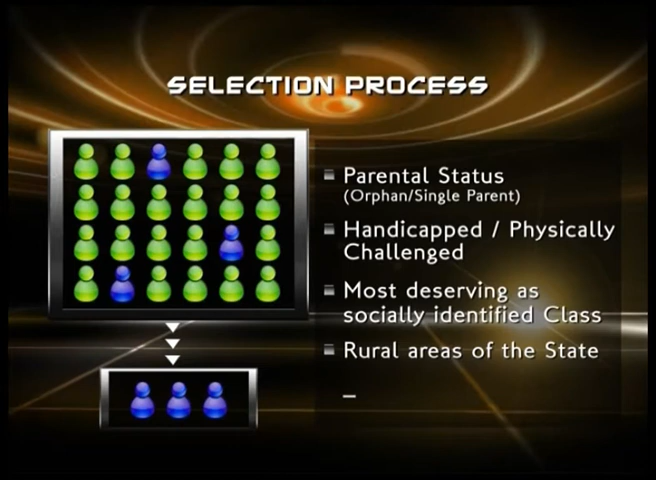 SELECTION PROCESS
Parental Status
(Orphan/Single Parent)
Handicapped / Physically
Challenged
Most deserving as
socially identified Class
Rural areas of the State